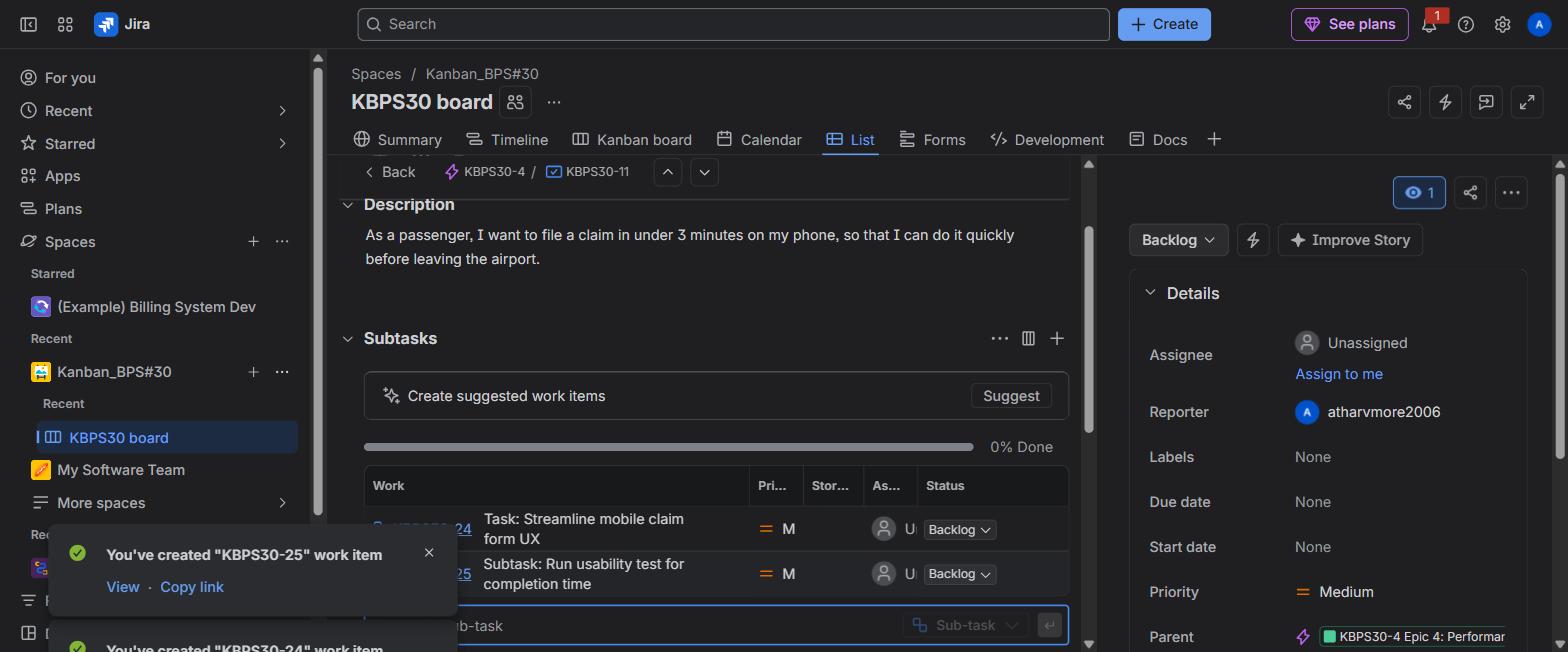 Jira
Search
Create
See plans
1
A
For you
Recent
Starred
Apps
Plans
Spaces
Starred
(Example) Billing System Dev
Recent
Kanban_BPS#30
Recent
KBPS30 board
My Software Team
More spaces
Spaces / Kanban_BPS#30
KBPS30 board
Summary
Timeline
Kanban board
Calendar
List
Forms
Development
Docs
Back
KBPS30-4 / KBPS30-11
Description
As a passenger, I want to file a claim in under 3 minutes on my phone, so that I can do it quickly
before leaving the airport.
Subtasks
Create suggested work items
Suggest
0% Done
Work Pri... Stor... As... Status
24 Task: Streamline mobile claim
form UX
M
Backlog
25 Subtask: Run usability test for
completion time
M
Backlog
b-task
Sub-task
You've created "KBPS30-25" work item
View · Copy link
You've created "KBPS30-24" work item
1
Backlog
Improve Story
Details
Assignee
Unassigned
Assign to me
Reporter
A atharvmore2006
Labels
None
Due date
None
Start date
None
Priority
Medium
Parent
KBPS30-4 Epic 4: Performar